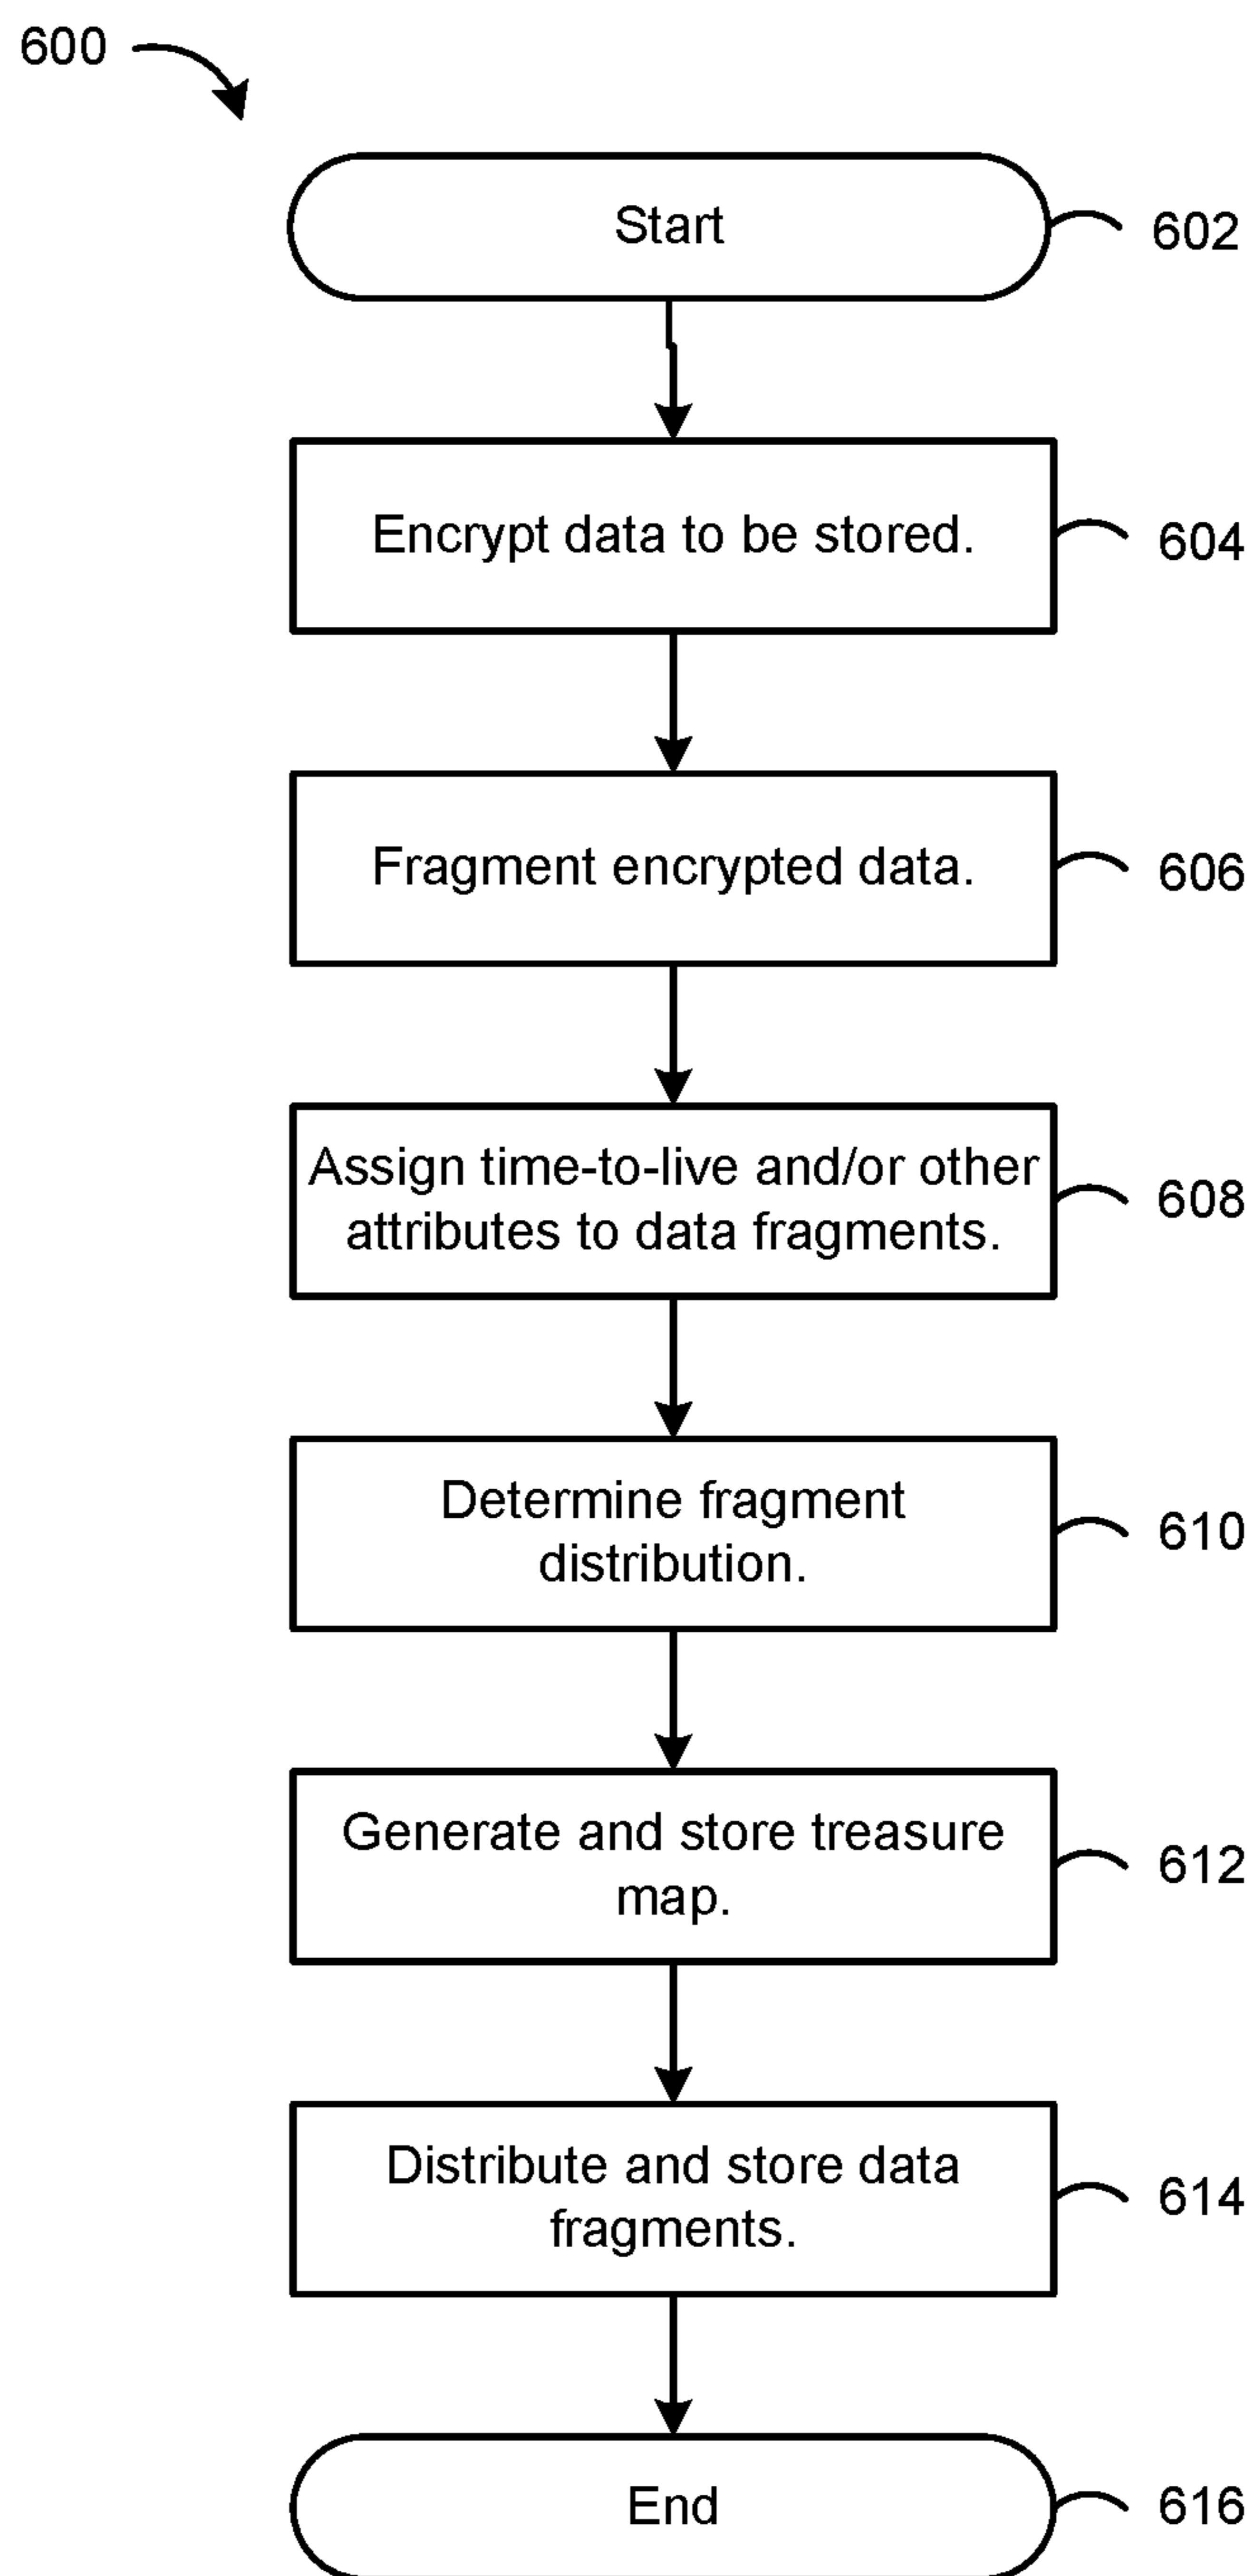 600
Start
602
Encrypt data to be stored.
604
Fragment encrypted data.
606
Assign time-to-live and/or other
attributes to data fragments.
608
Determine fragment
distribution.
610
Generate and store treasure
map.
612
Distribute and store data
fragments.
614
End
616